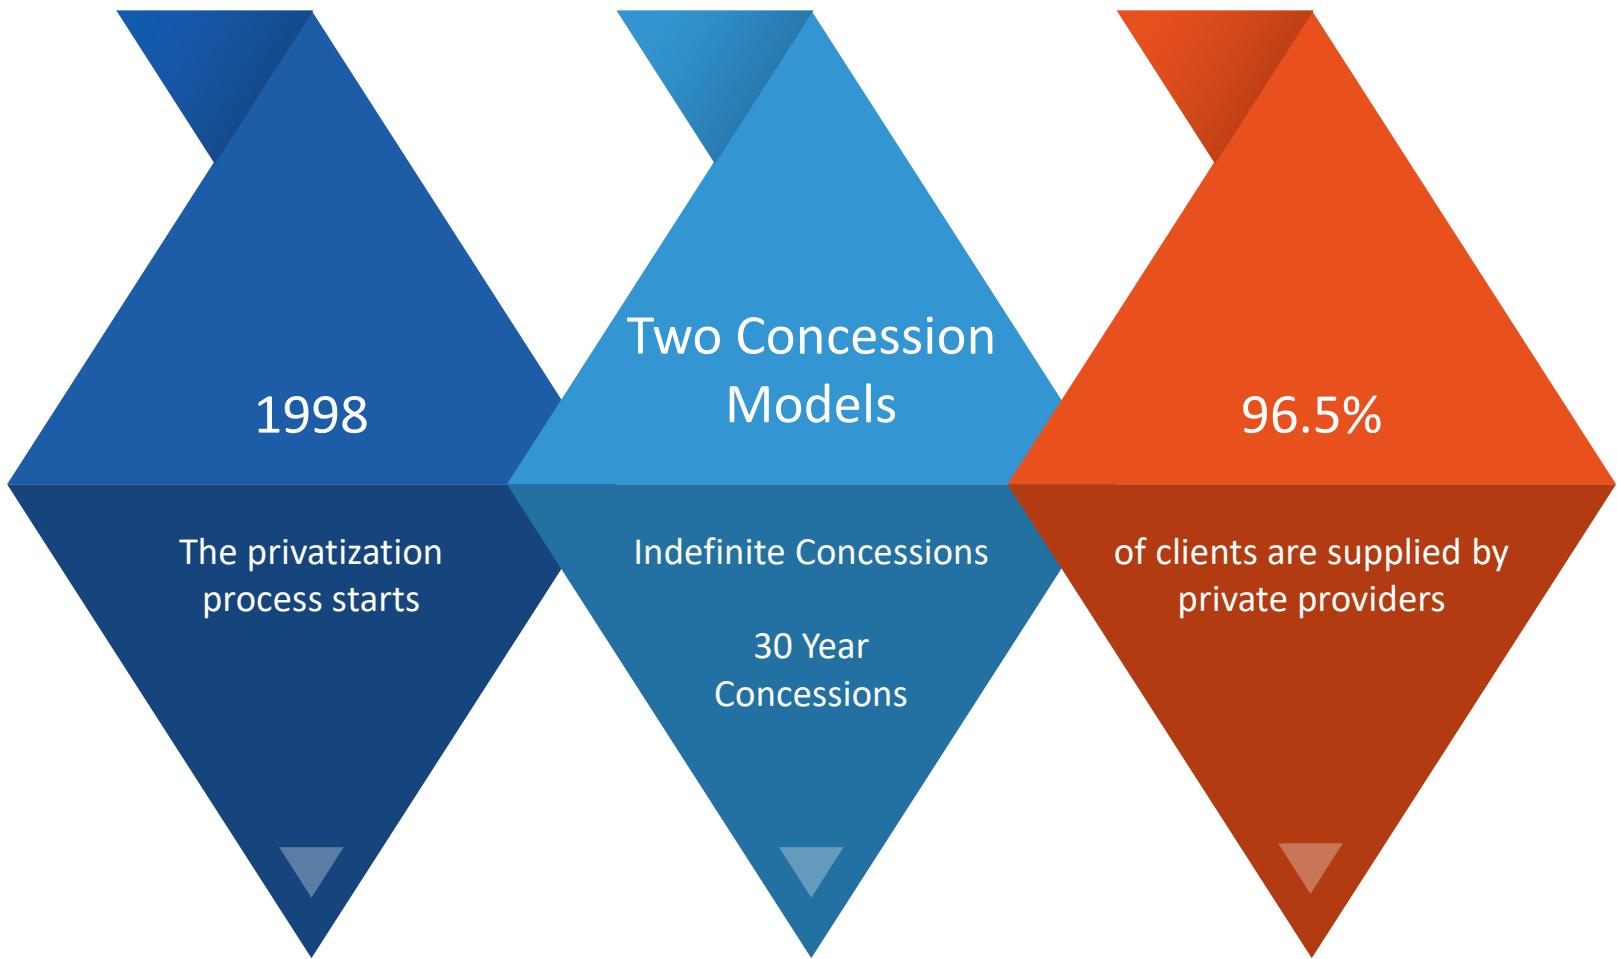 1998
The privatization
process starts
Two Concession
Models
Indefinite Concessions
30 Year
Concessions
96.5%
of clients are supplied by
private providers